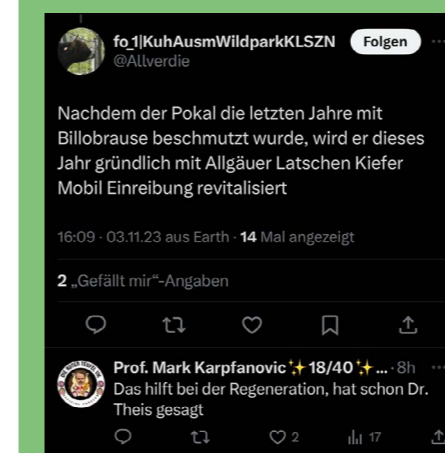 fo_1|KuhAusmWildparkKLSZN Folgen ...
@Allverdie
Nachdem der Pokal die letzten Jahre mit
Billobrause beschmutzt wurde, wird er dieses
Jahr gründlich mit Allgäuer Latschen Kiefer
Mobil Einreibung revitalisiert
16:09 · 03.11.23 aus Earth · 14 Mal angezeigt
2 „Gefällt mir“-Angaben
Prof. Mark Karpfanovic✨18/40✨... · 8h ...
Das hilft bei der Regeneration, hat schon Dr.
Theis gesagt
2 17